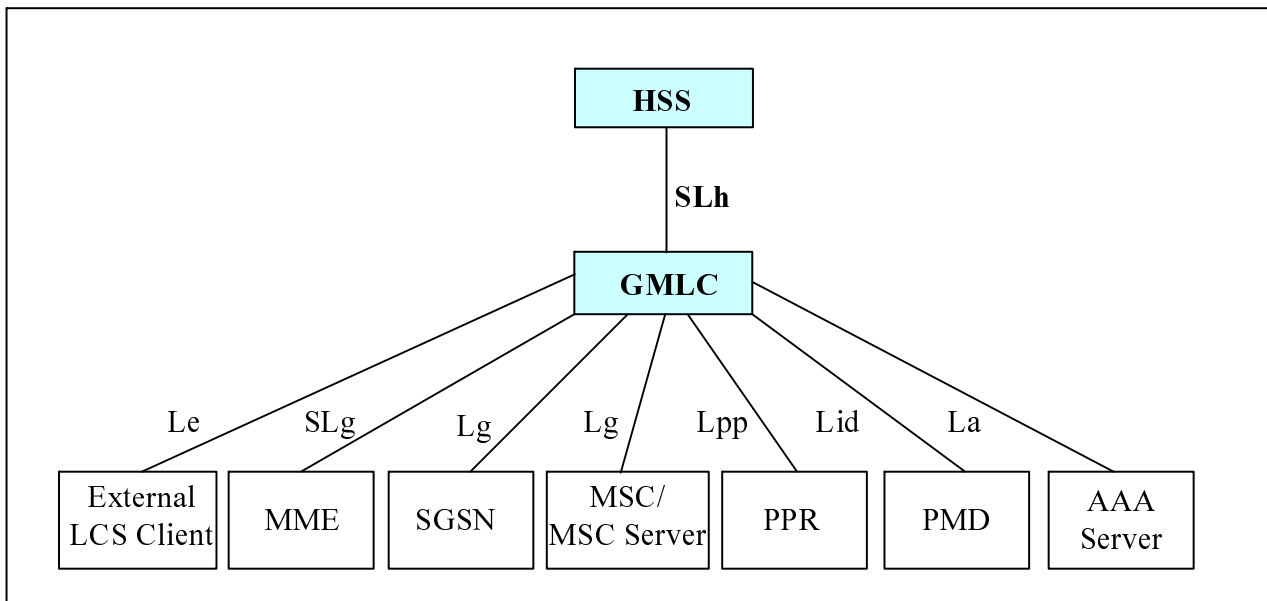 HSS
SLh
GMLC
Le
SLg
Lg
Lg
Lpp
Lid
La
External
LCS Client
MME
SGSN
MSC/
MSC Server
PPR
PMD
AAA
Server